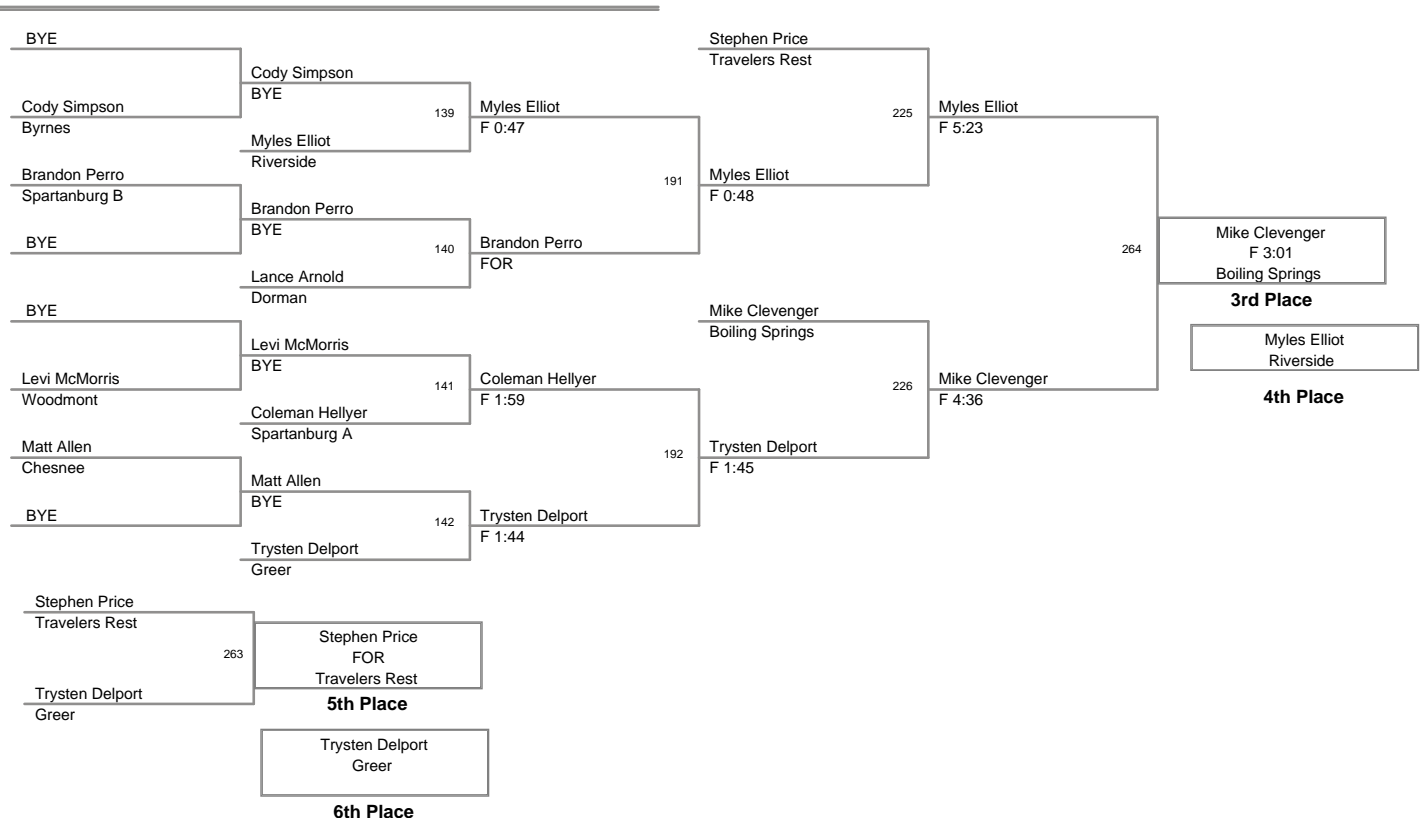 BYE
Cody Simpson
Byrnes
Brandon Perro
Spartanburg B
BYE
BYE
Levi McMorris
Woodmont
Matt Allen
Chesnee
BYE
Cody Simpson
BYE
139
Myles Elliot
Riverside
Brandon Perro
BYE
140
Lance Arnold
Dorman
Levi McMorris
BYE
141
Coleman Hellyer
Spartanburg A
Matt Allen
BYE
142
Trysten Delport
Greer
Myles Elliot
F 0:47
191
Brandon Perro
FOR
Coleman Hellyer
F 1:59
192
Trysten Delport
F 1:44
Stephen Price
Travelers Rest
225
Myles Elliot
F 0:48
Mike Clevenger
Boiling Springs
226
Trysten Delport
F 1:45
Myles Elliot
F 5:23
264
Mike Clevenger
F 4:36
Mike Clevenger
F 3:01
Boiling Springs
3rd Place
Myles Elliot
Riverside
4th Place
Stephen Price
Travelers Rest
263
Trysten Delport
Greer
Stephen Price
FOR
Travelers Rest
5th Place
Trysten Delport
Greer
6th Place